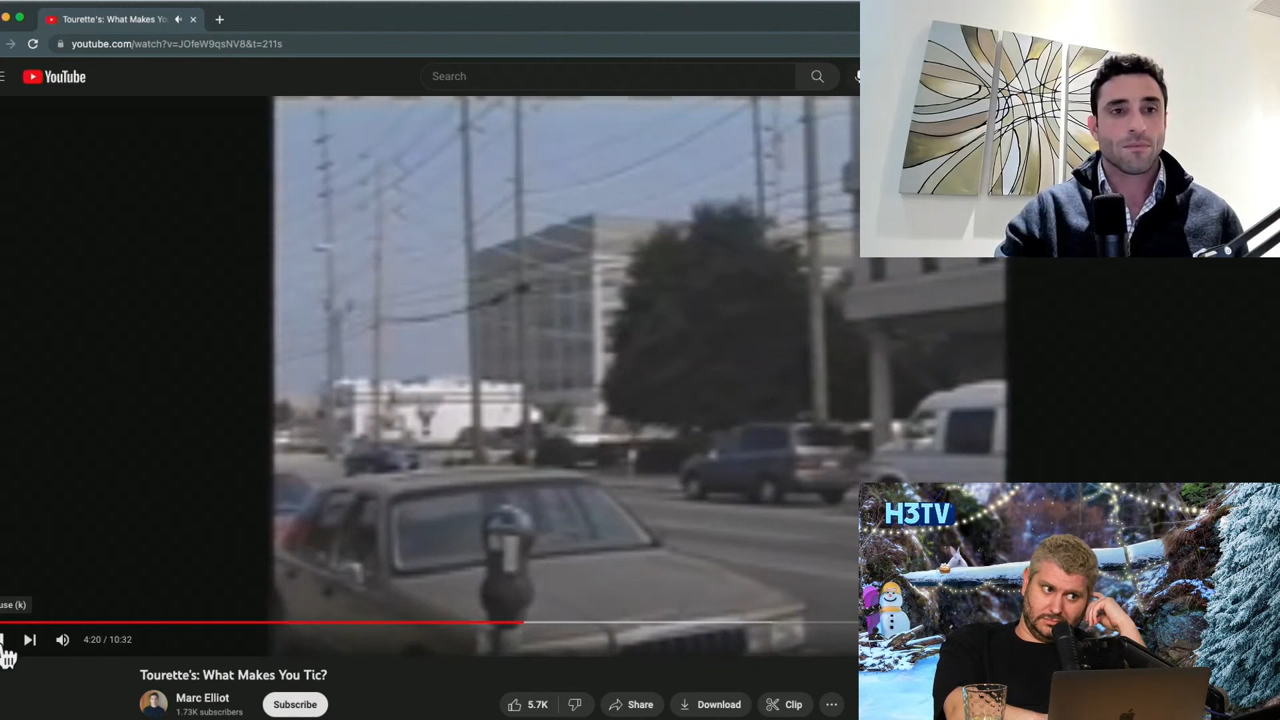 Tourette's: What Makes Yo
youtube.com/watch?v=JOfeW9qsNV8&t=211s
YouTube
Search
use (k)
4:20 / 10:32
Tourette's: What Makes You Tic?
Marc Elliot
1.73K subscribers
Subscribe
5.7K
Share
Download
Clip
H3TV